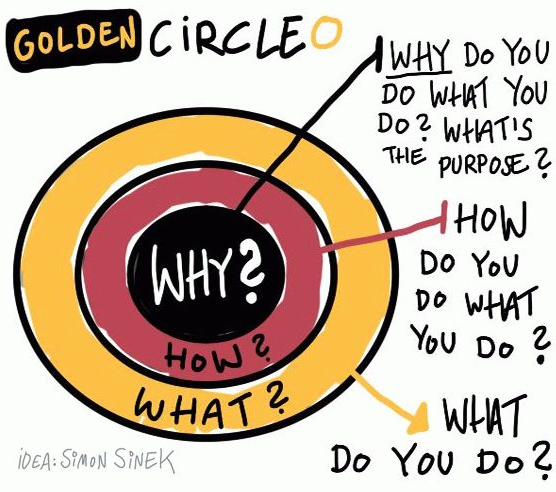 GOLDEN CIRCLE
WHY DO YOU
DO WHAT YOU
DO? WHAT'S
THE PURPOSE?
WHY?
HOW?
WHAT?
HOW
DO YOU
DO WHAT
YOU DO?
WHAT
DO YOU DO?
IDEA: SIMON SINEK